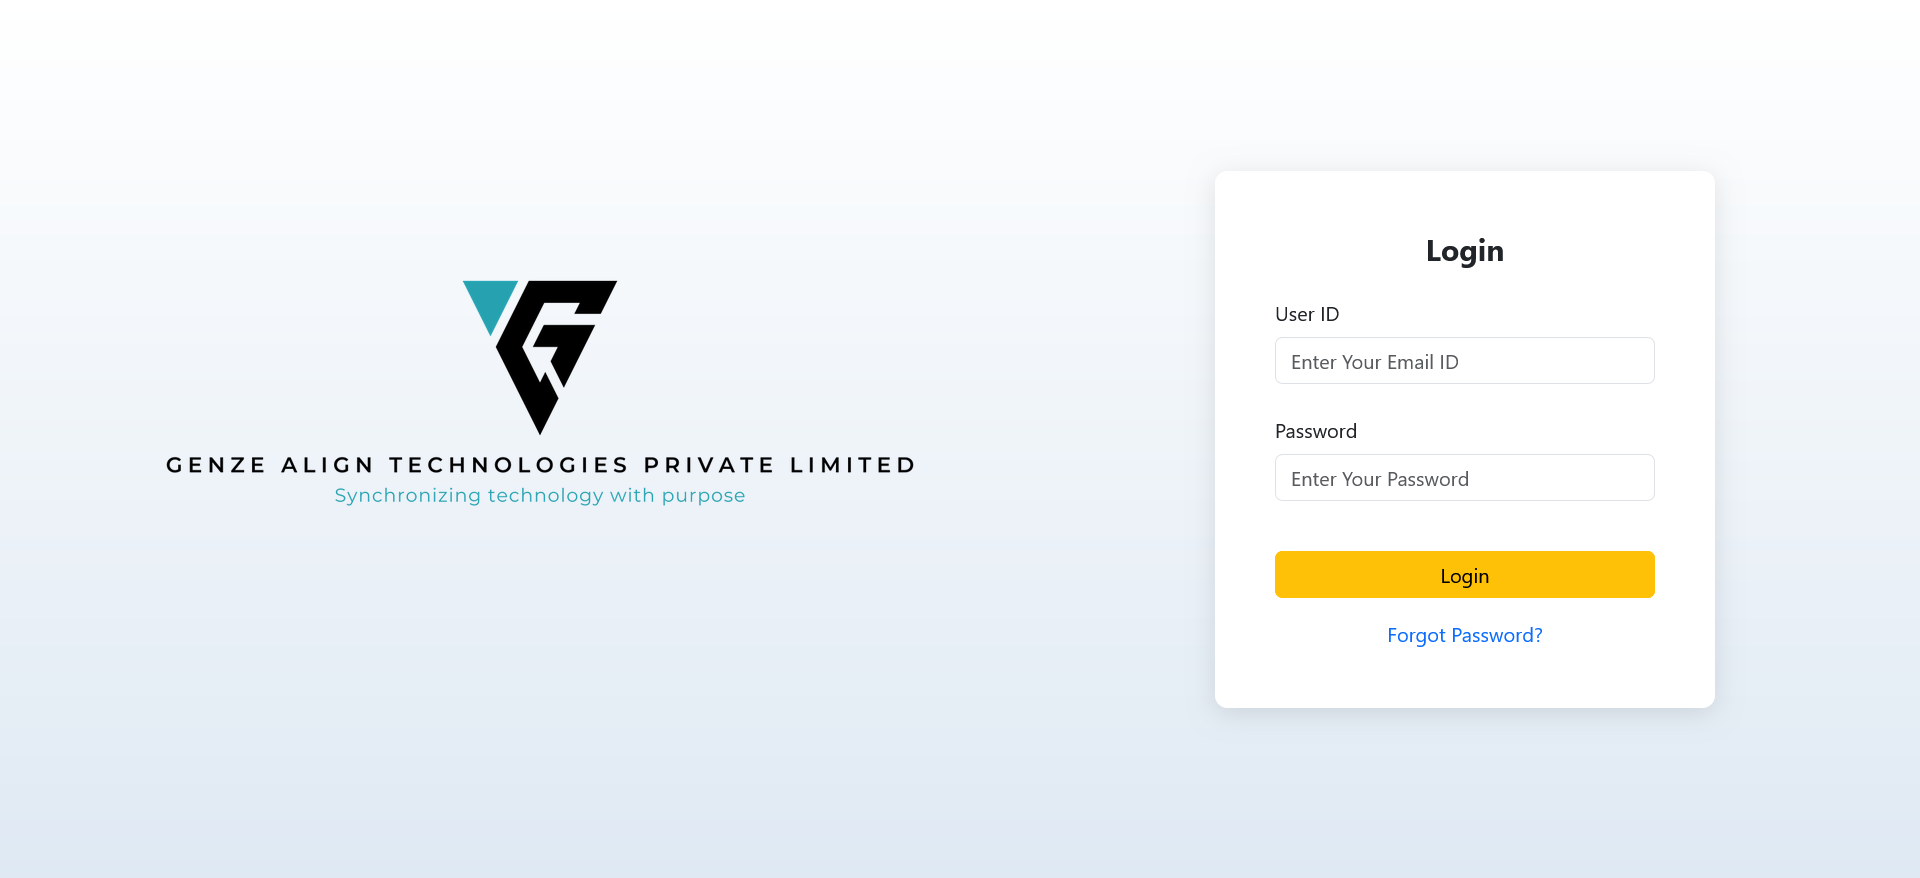 GENZE ALIGN TECHNOLOGIES PRIVATE LIMITED
Synchronizing technology with purpose
Login
User ID
Enter Your Email ID
Password
Enter Your Password
Login
Forgot Password?